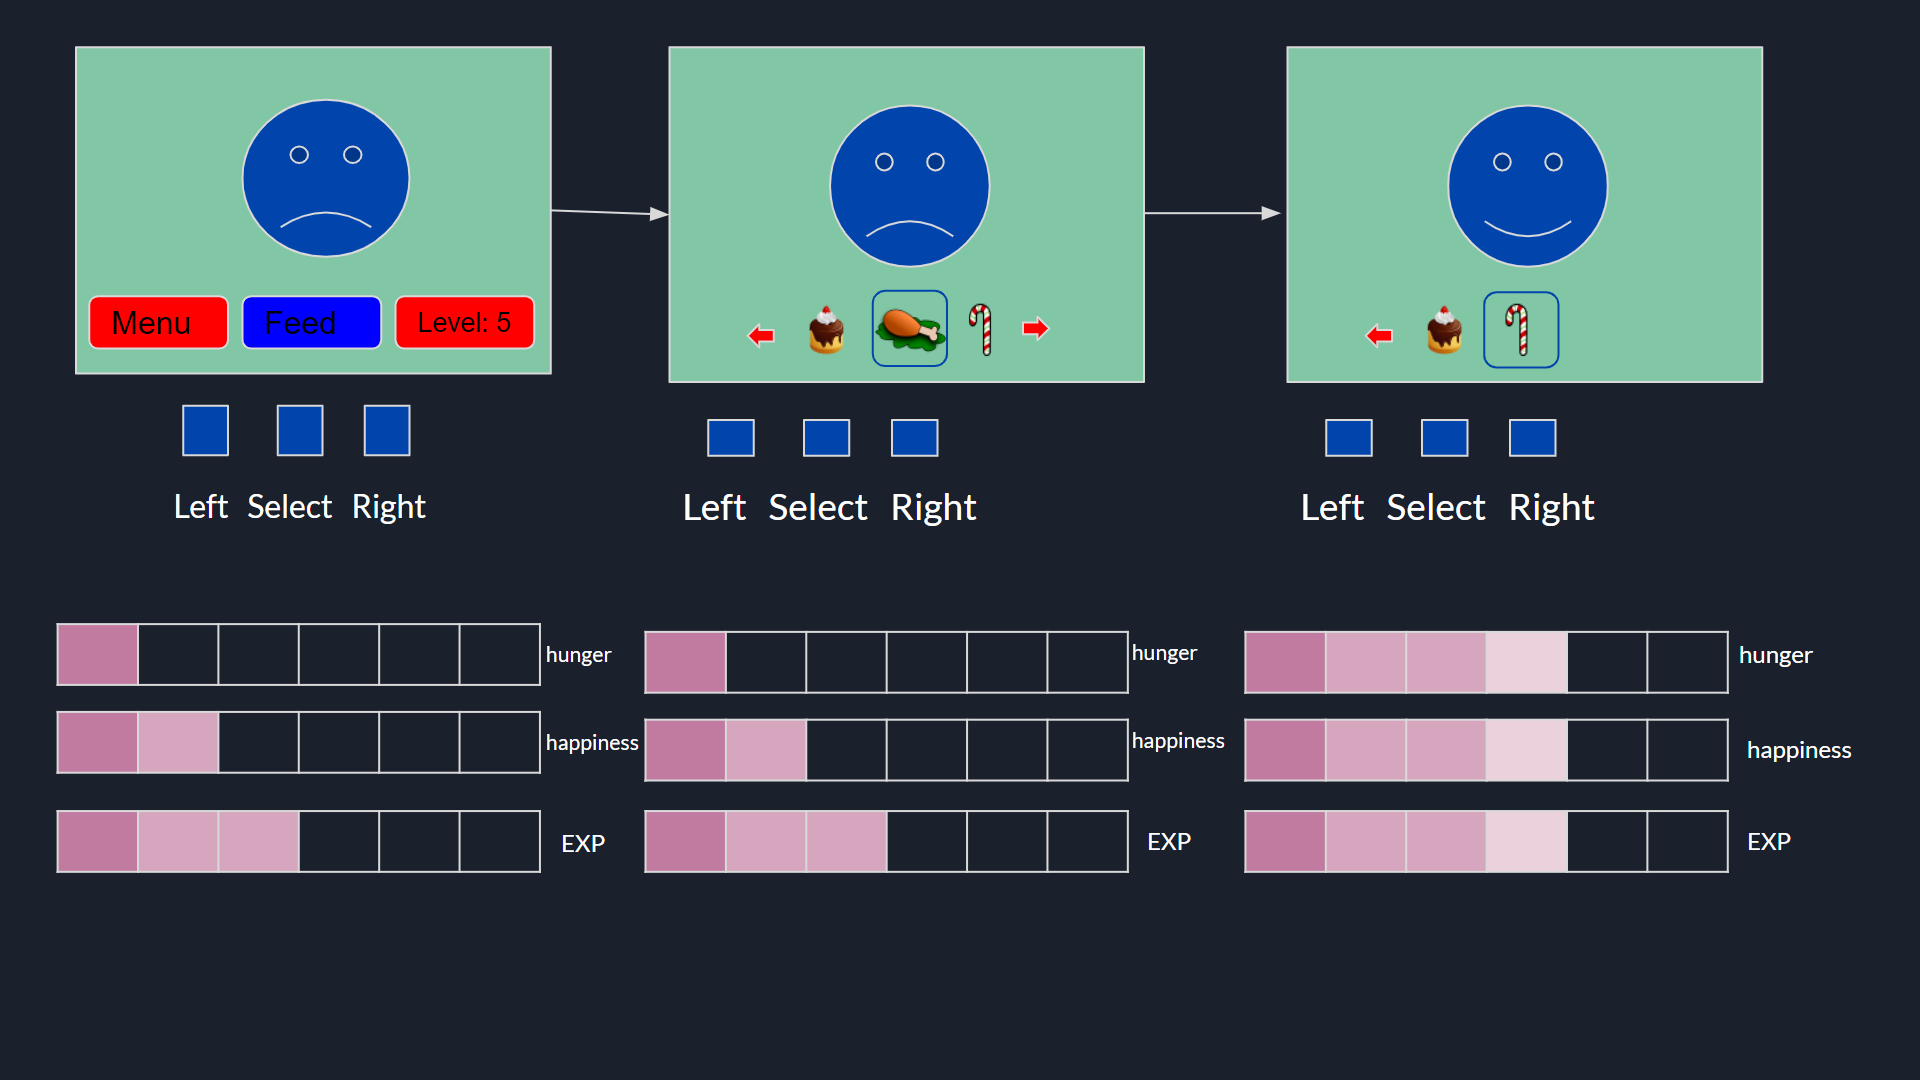 Menu
Feed
Level: 5
Left Select Right
Left Select Right
Left Select Right
hunger
happiness
EXP
hunger
happiness
EXP
hunger
happiness
EXP